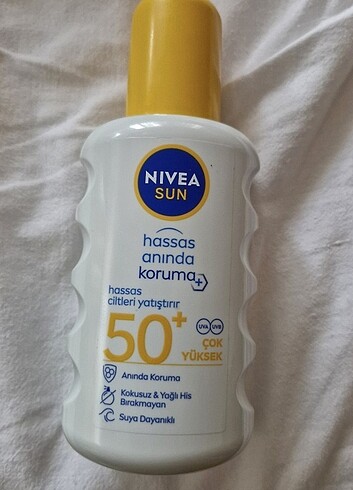 NIVEA
SUN
hassas
anında
koruma+
hassas
ciltleri yatıştırır
50+
UVA UVB
ÇOK
YÜKSEK
Anında Koruma
Kokusuz & Yağlı His
Bırakmayan
Suya Dayanıklı